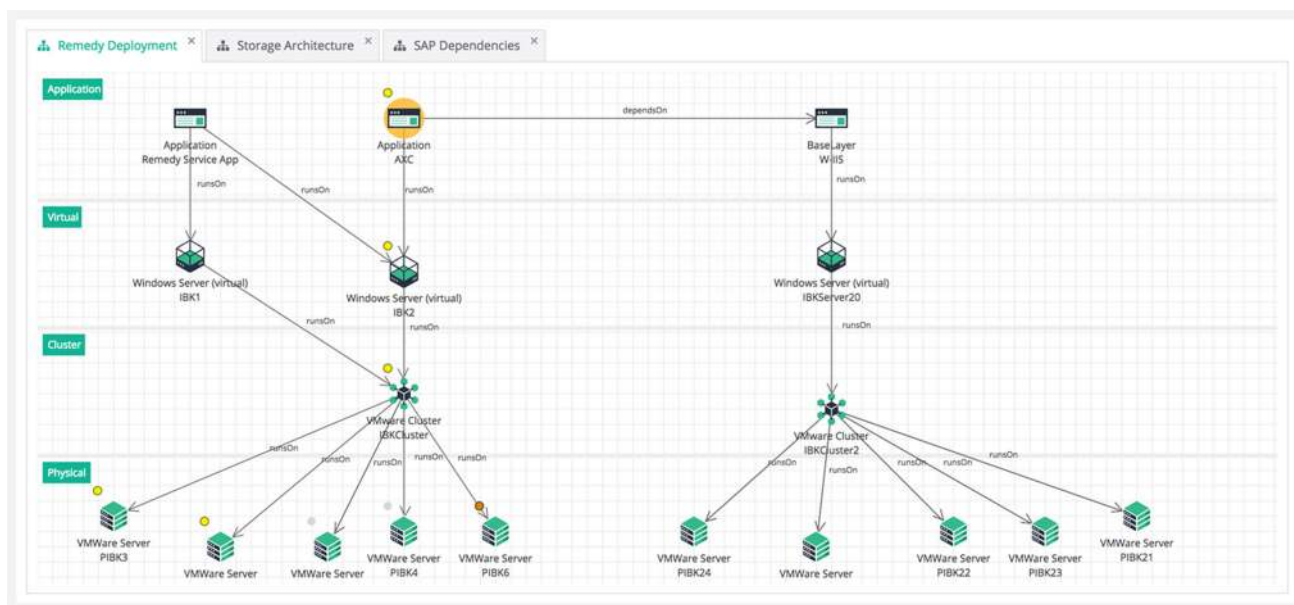 Remedy Deployment ×
Storage Architecture ×
SAP Dependencies ×
Application
dependsOn
Application
Remedy Service App
Application
AXC
BaseLayer
W-IIS
runsOn
runsOn
runsOn
runsOn
Virtual
Windows Server (virtual)
IBK1
Windows Server (virtual)
IBK2
Windows Server (virtual)
IBKServer20
runsOn
runsOn
runsOn
Cluster
VMware Cluster
IBKCluster
VMware Cluster
IBKCluster2
runsOn
runsOn
runsOn
runsOn
runsOn
runsOn
runsOn
runsOn
runsOn
runsOn
Physical
VMWare Server
PIBK3
VMWare Server
VMWare Server
VMWare Server
PIBK4
VMWare Server
PIBK6
VMWare Server
PIBK24
VMWare Server
VMWare Server
PIBK22
VMWare Server
PIBK23
VMWare Server
PIBK21